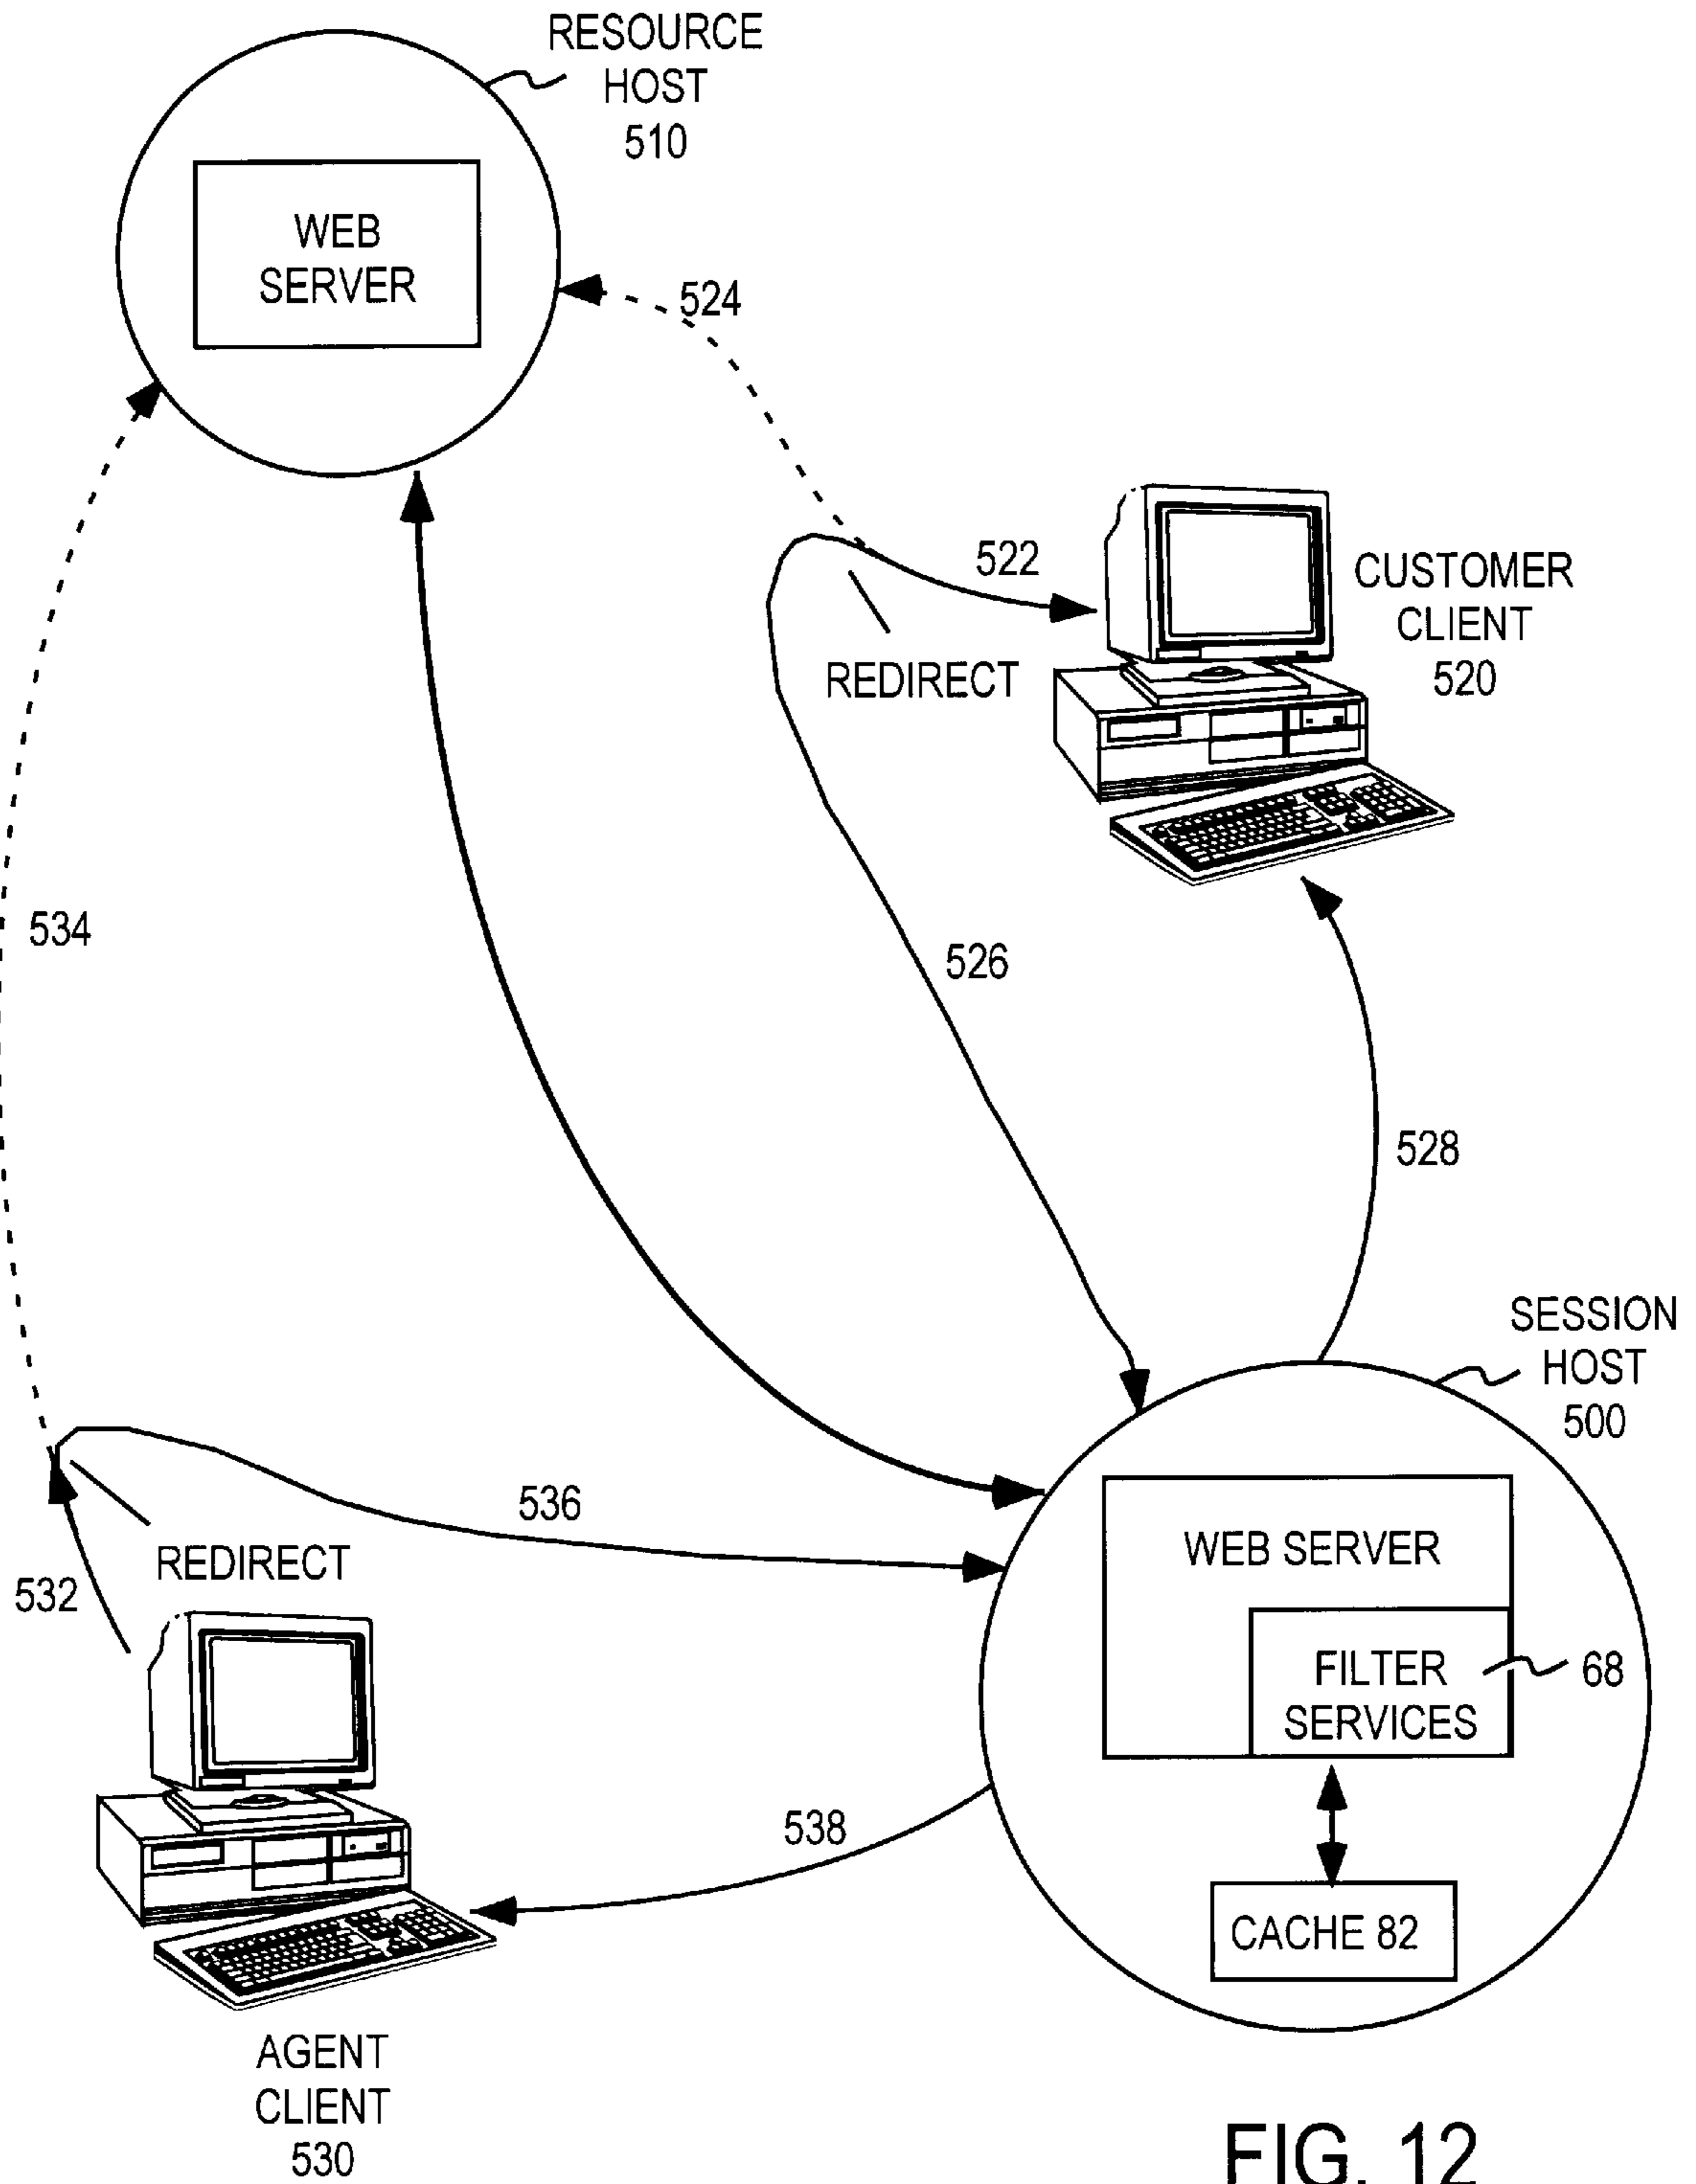 RESOURCE
HOST
510
WEB
SERVER
524
522
CUSTOMER
CLIENT
520
REDIRECT
534
526
528
SESSION
HOST
500
536
WEB SERVER
REDIRECT
532
FILTER
SERVICES
68
538
CACHE 82
AGENT
CLIENT
530
FIG. 12